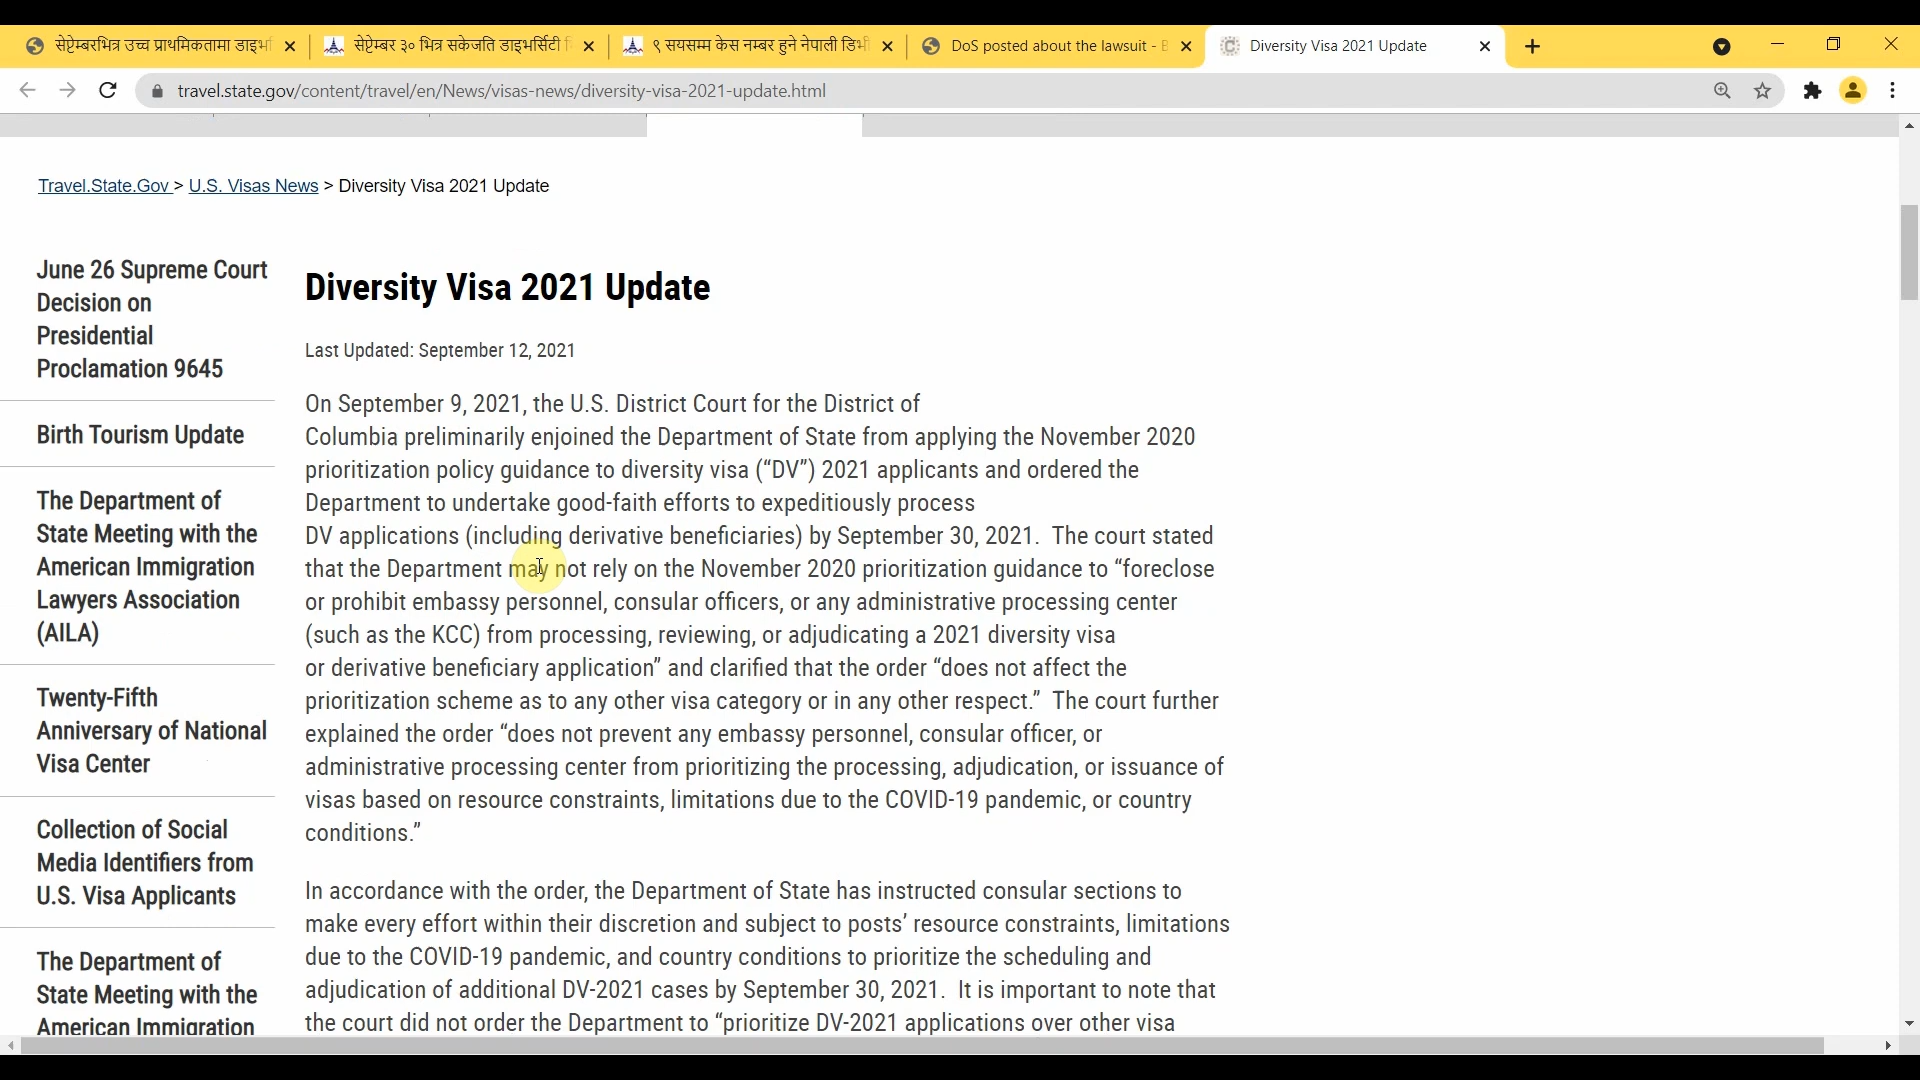 सेप्टेम्बरभित्र उच्च प्राथमिकतामा
सेप्टेम्बर ३० भित्र सकेजति डाइभर्सिटी
९ सयसम्म केस नम्बर हुने नेपाली
DoS posted about the lawsuit -
Diversity Visa 2021 Update
travel.state.gov/content/travel/en/News/visas-news/diversity-visa-2021-update.html
Travel.State.Gov > U.S. Visas News > Diversity Visa 2021 Update
June 26 Supreme Court
Decision on
Presidential
Proclamation 9645
Birth Tourism Update
The Department of
State Meeting with the
American Immigration
Lawyers Association
(AILA)
Twenty-Fifth
Anniversary of National
Visa Center
Collection of Social
Media Identifiers from
U.S. Visa Applicants
The Department of
State Meeting with the
American Immigration
Diversity Visa 2021 Update
Last Updated: September 12, 2021
On September 9, 2021, the U.S. District Court for the District of
Columbia preliminarily enjoined the Department of State from applying the November 2020
prioritization policy guidance to diversity visa (“DV”) 2021 applicants and ordered the
Department to undertake good-faith efforts to expeditiously process
DV applications (including derivative beneficiaries) by September 30, 2021.  The court stated
that the Department may not rely on the November 2020 prioritization guidance to “foreclose
or prohibit embassy personnel, consular officers, or any administrative processing center
(such as the KCC) from processing, reviewing, or adjudicating a 2021 diversity visa
or derivative beneficiary application” and clarified that the order “does not affect the
prioritization scheme as to any other visa category or in any other respect.”  The court further
explained the order “does not prevent any embassy personnel, consular officer, or
administrative processing center from prioritizing the processing, adjudication, or issuance of
visas based on resource constraints, limitations due to the COVID-19 pandemic, or country
conditions.”
In accordance with the order, the Department of State has instructed consular sections to
make every effort within their discretion and subject to posts’ resource constraints, limitations
due to the COVID-19 pandemic, and country conditions to prioritize the scheduling and
adjudication of additional DV-2021 cases by September 30, 2021.  It is important to note that
the court did not order the Department to “prioritize DV-2021 applications over other visa